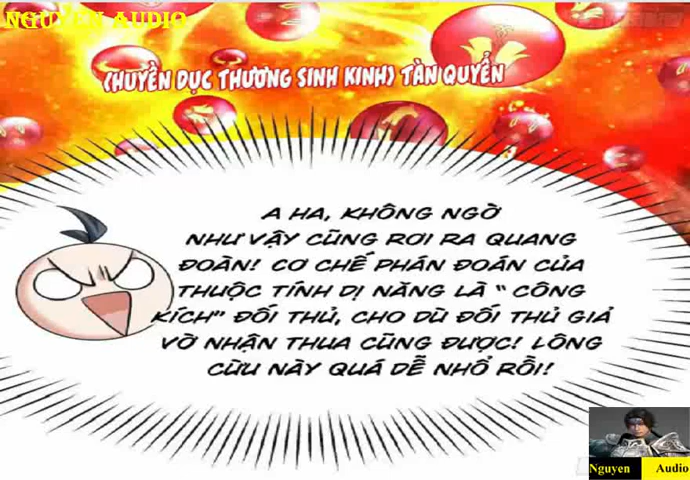 NGUYEN AUDIO
(HUYỀN DỤC THƯƠNG SINH KINH) TÀN QUYỂN
A HA, KHÔNG NGỜ
NHƯ VẬY CŨNG RƠI RA QUANG
ĐOÀN! CƠ CHẾ PHÁN ĐOÁN CỦA
THUỘC TÍNH DỊ NĂNG LÀ “ CÔNG
KÍCH” ĐỐI THỦ, CHO DÙ ĐỐI THỦ GIẢ
VỜ NHẬN THUA CŨNG ĐƯỢC! LÔNG
CỪU NÀY QUÁ DỄ NHỔ RỒI!
Nguyen Audio